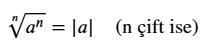 ⁿ√aⁿ = |a| (n çift ise)